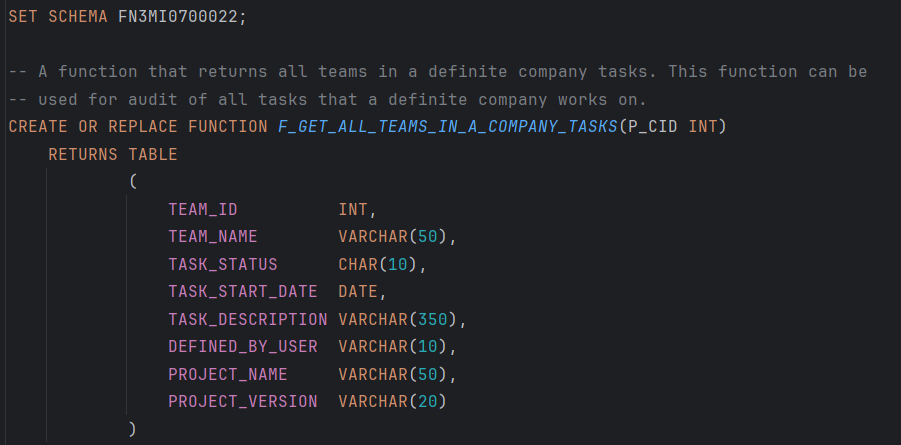 SET SCHEMA FN3MI0700022;
-- A function that returns all teams in a definite company tasks. This function can be
-- used for audit of all tasks that a definite company works on.
CREATE OR REPLACE FUNCTION F_GET_ALL_TEAMS_IN_A_COMPANY_TASKS(P_CID INT)
RETURNS TABLE
(
TEAM_ID INT,
TEAM_NAME VARCHAR(50),
TASK_STATUS CHAR(10),
TASK_START_DATE DATE,
TASK_DESCRIPTION VARCHAR(350),
DEFINED_BY_USER VARCHAR(10),
PROJECT_NAME VARCHAR(50),
PROJECT_VERSION VARCHAR(20)
)